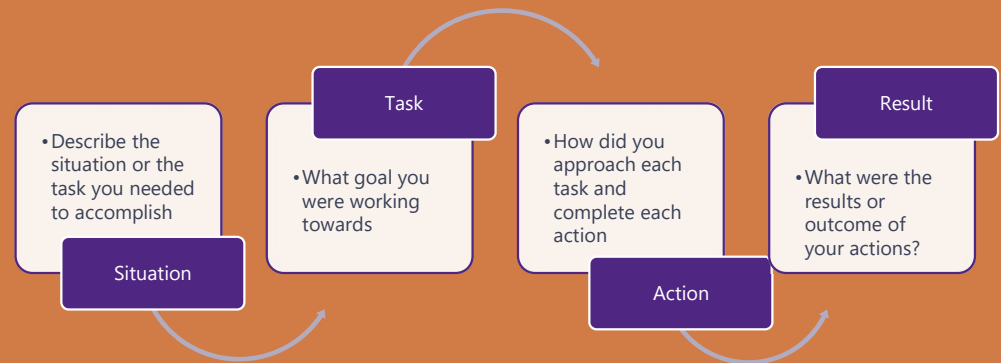 •Describe the
situation or the
task you needed
to accomplish
Situation
Task
•What goal you
were working
towards
•How did you
approach each
task and
complete each
action
Action
Result
•What were the
results or
outcome of
your actions?